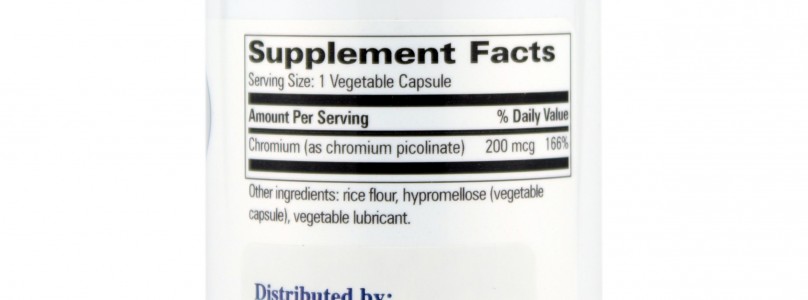 Supplement Facts
Serving Size: 1 Vegetable Capsule
Amount Per Serving % Daily Value
Chromium (as chromium picolinate) 200 mcg 166%
Other ingredients: rice flour, hypromellose (vegetable
capsule), vegetable lubricant.
Distributed by: